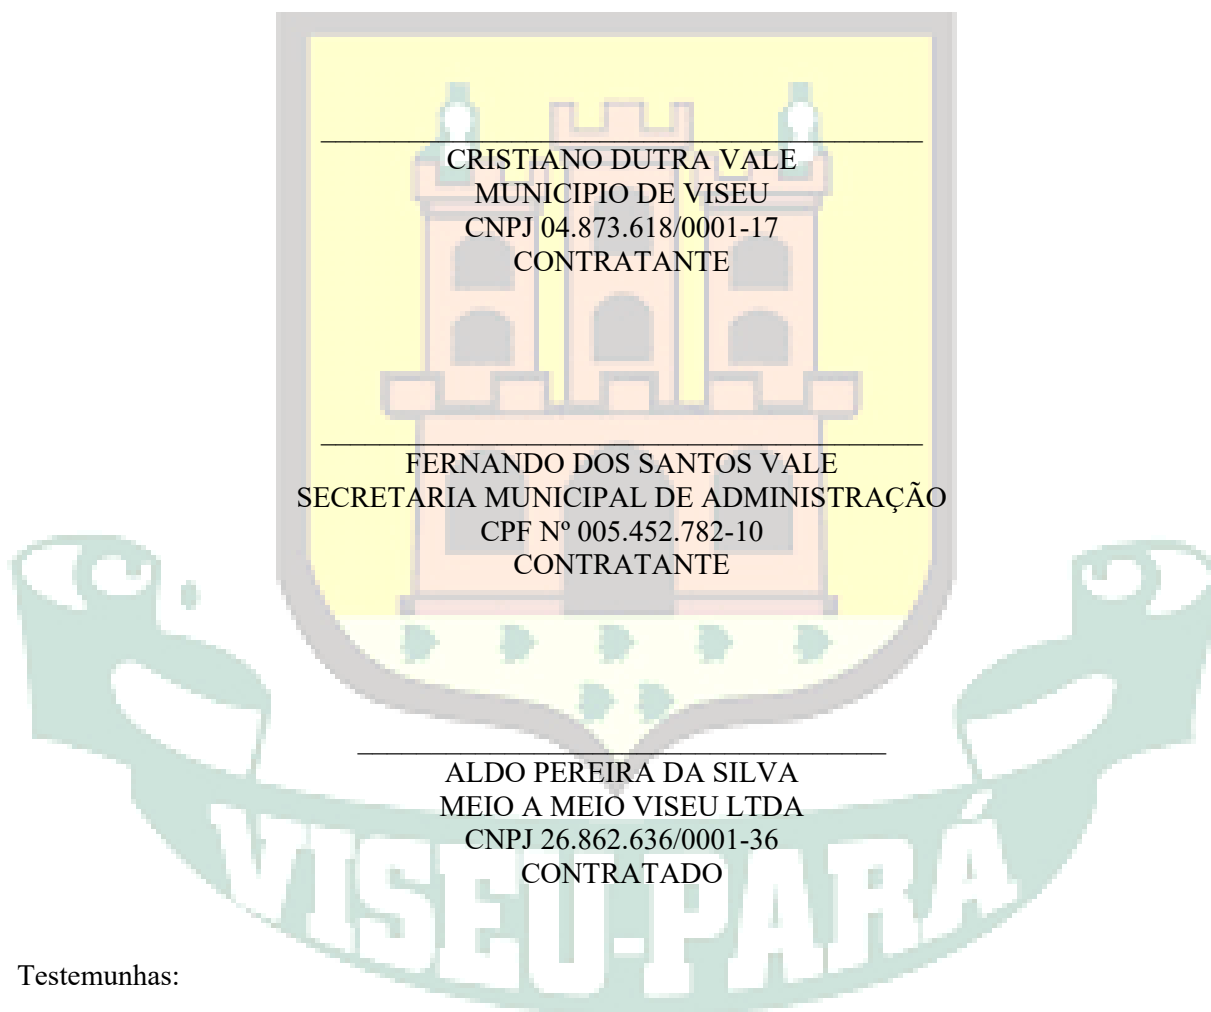 CRISTIANO DUTRA VALE
MUNICIPIO DE VISEU
CNPJ 04.873.618/0001-17
CONTRATANTE
FERNANDO DOS SANTOS VALE
SECRETARIA MUNICIPAL DE ADMINISTRAÇÃO
CPF Nº 005.452.782-10
CONTRATANTE
ALDO PEREIRA DA SILVA
MEIO A MEIO VISEU LTDA
CNPJ 26.862.636/0001-36
CONTRATADO
VISEU-PARÁ
Testemunhas: